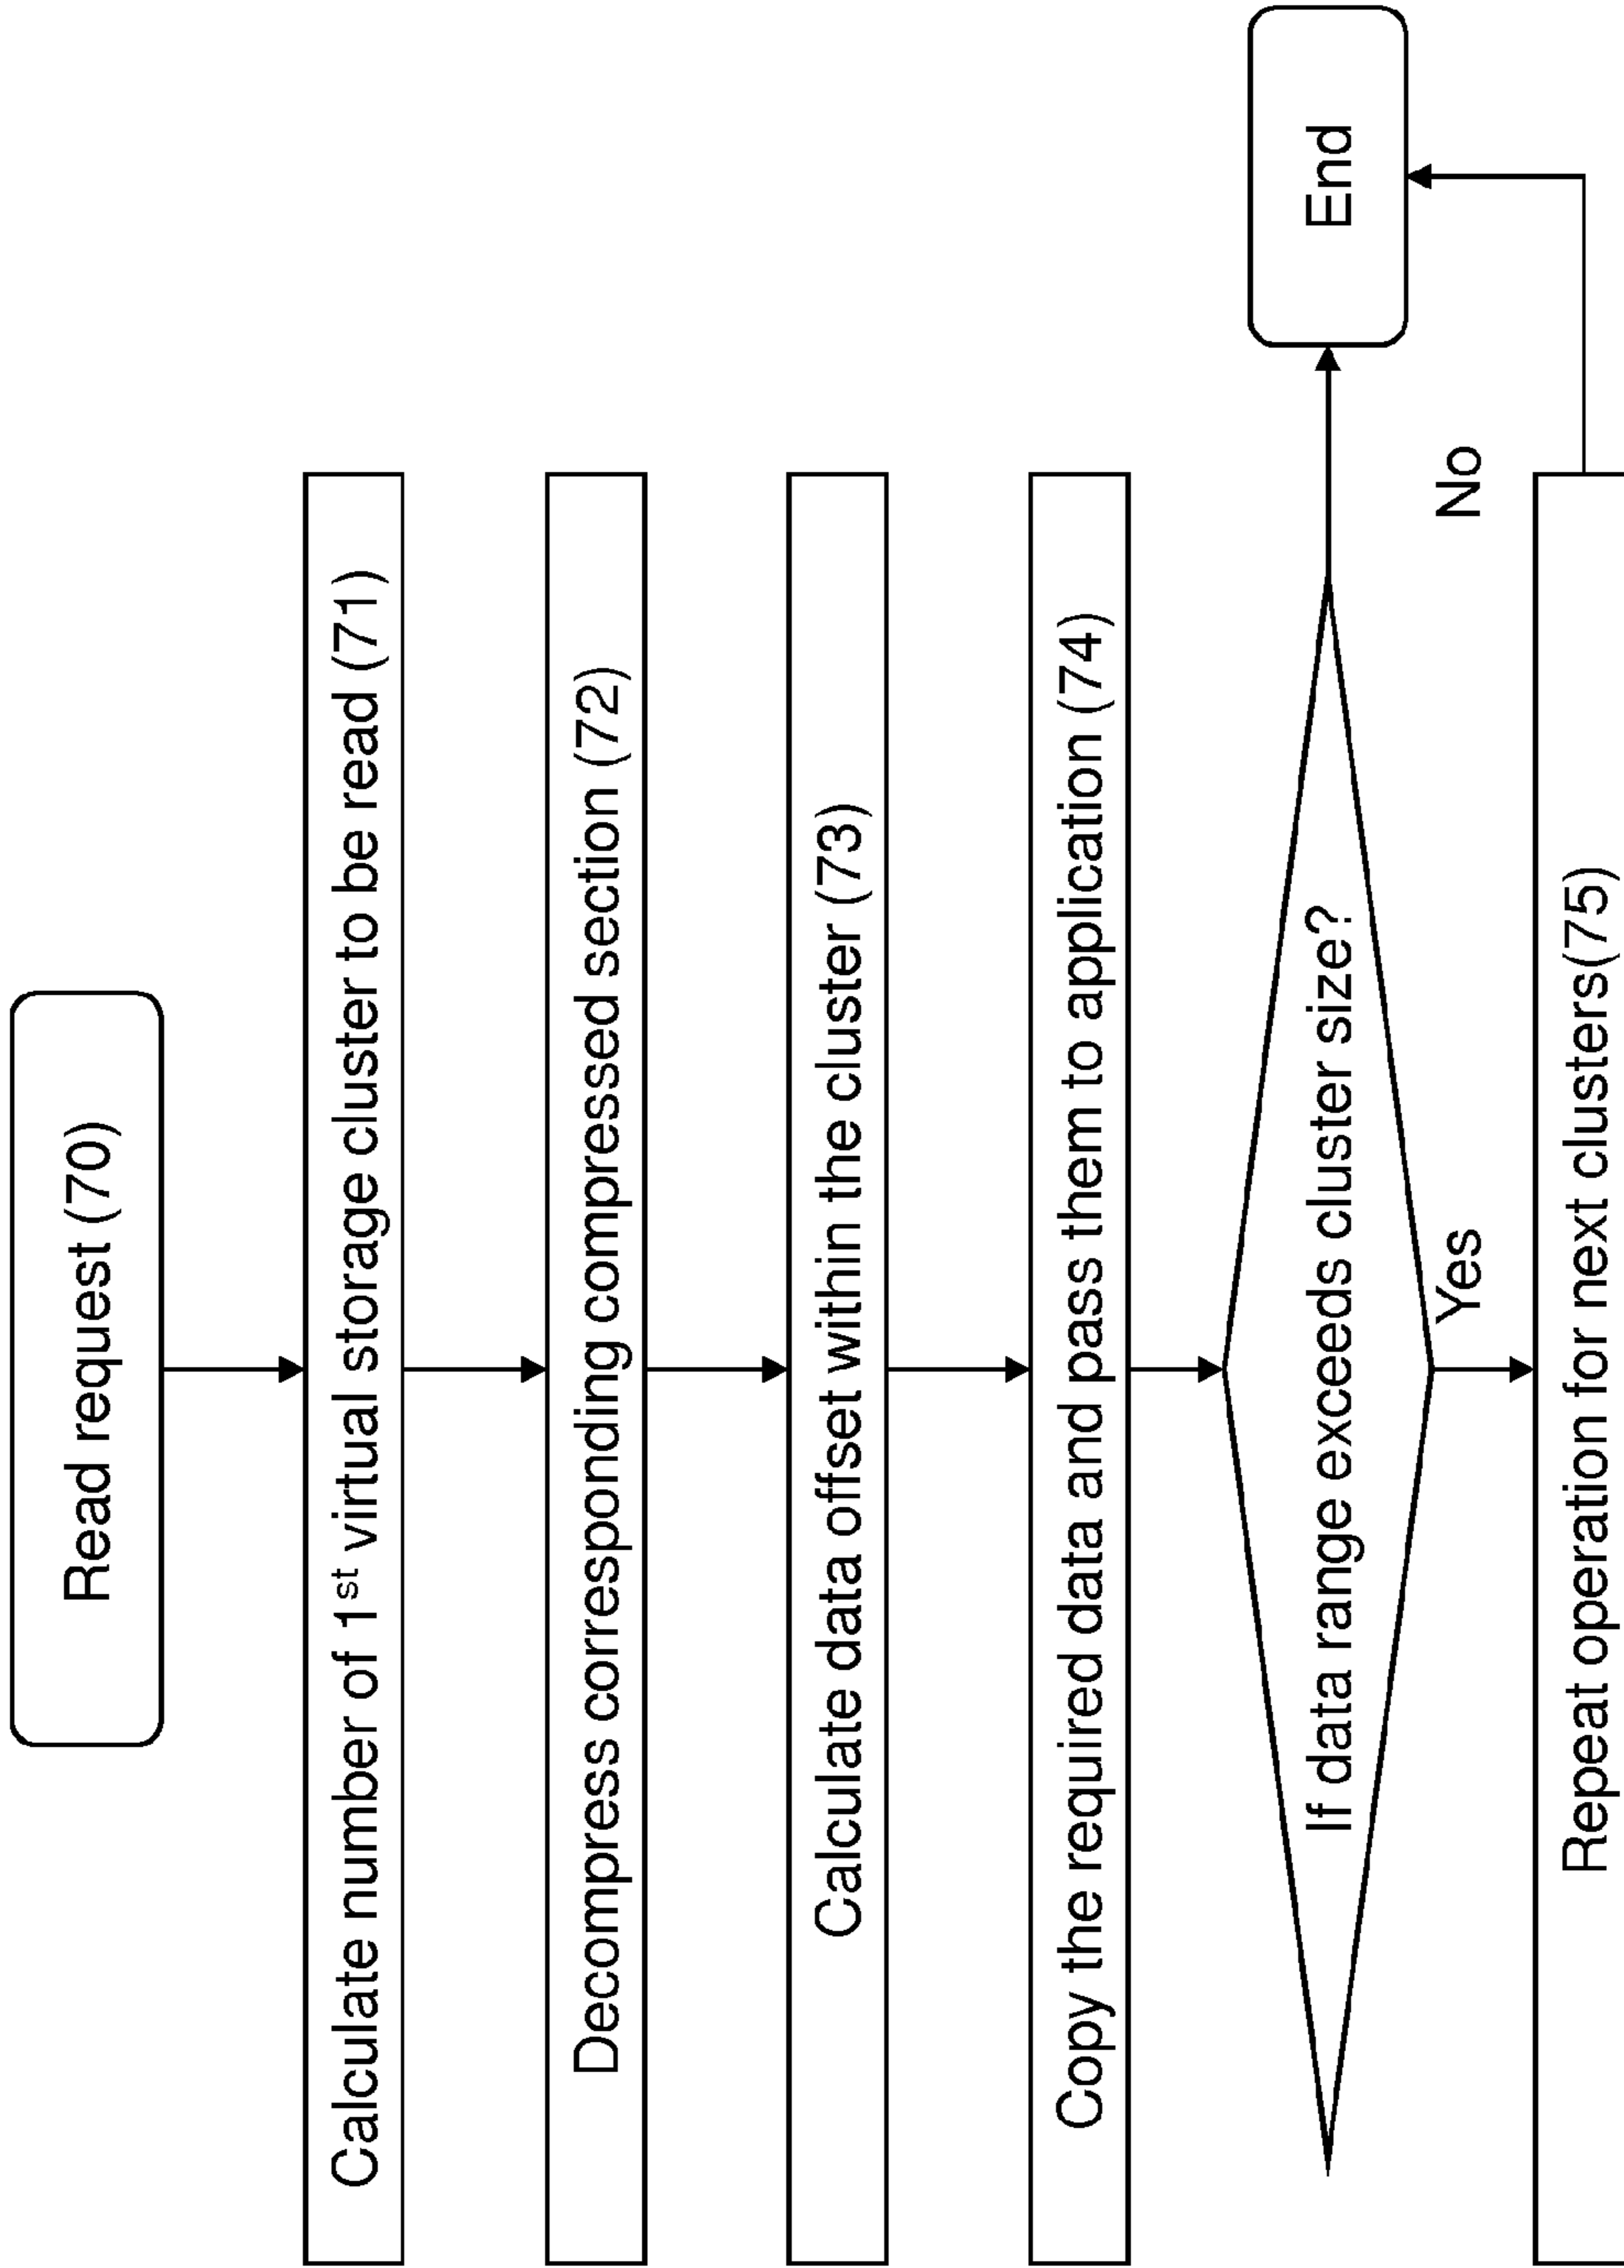 Read request (70)
Calculate number of 1st virtual storage cluster to be read (71)
Decompress corresponding compressed section (72)
Calculate data offset within the cluster (73)
Copy the required data and pass them to application (74)
If data range exceeds cluster size?
End
Yes
No
Repeat operation for next clusters(75)